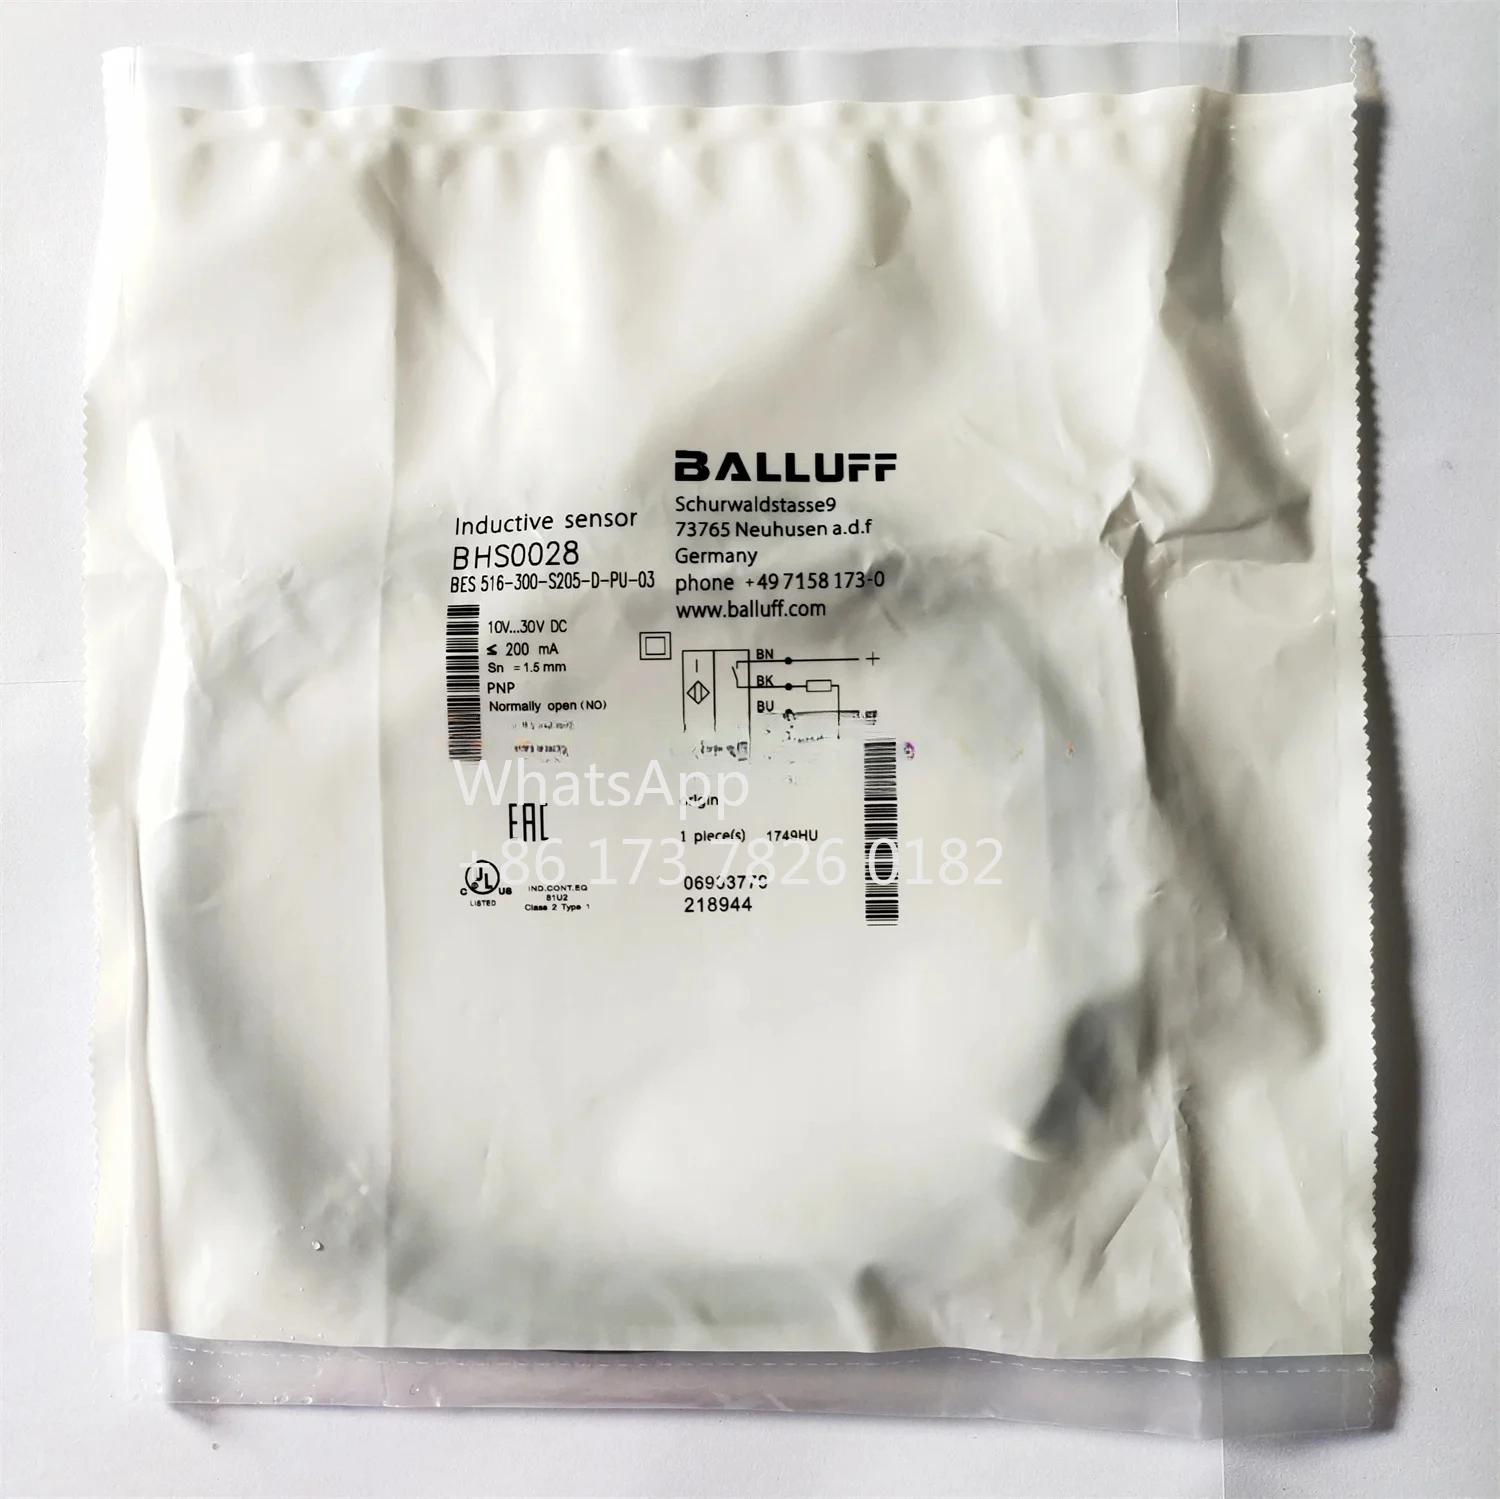 BALLUFF
Schurwaldstasse9
73765 Neuhusen a.d.f
Germany
phone +49 7158 173-0
www.balluff.com
Inductive sensor
BHS0028
BES 516-300-S205-D-PU-03
10V...30V DC
≤ 200 mA
Sn = 1.5 mm
PNP
Normally open (NO)
BN +
BK
BU
WhatsApp
+86 173 7826 0182
origin
1 piece(s) 1749HU
218944
EAC
C UL US
LISTED
IND.CONT.EQ
81U2
Class 2 Type 1